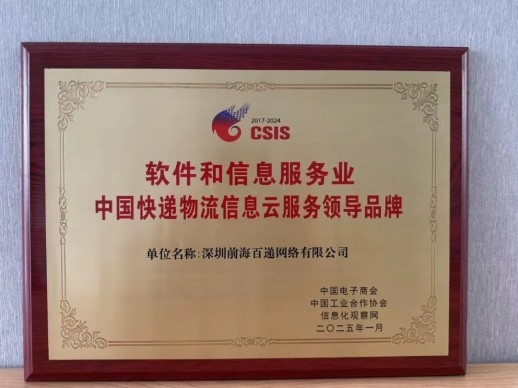 2017-2024
CSIS
软件和信息服务业
中国快递物流信息云服务领导品牌
单位名称:深圳前海百递网络有限公司
中国电子商会
中国工业合作协会
信息化观察网
二〇二五年一月